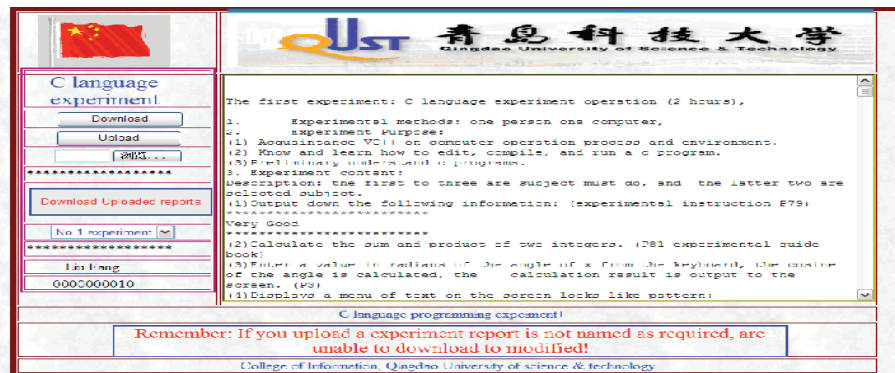 QUST 青岛科技大学
Qingdao University of Science & Technology
C language
experiment
Download
Upload
浏览...
******************
Download Uploaded reports
No 1 experiment
******************
Liu Fang
0000000010
The first experiment: C language experiment operation (2 hours),
1. Experimental methods: one person one computer,
2. Experiment Purpose:
(1) Acquaintance VC++ on computer operation process and environment.
(2) Know and learn how to edit, compile, and run a c program.
(3)Preliminary understand c programs.
3. Experiment content:
Description: the first to three are subject must do, and the latter two are
selected subject.
(1)Output down the following information: (experimental instruction P79)
*************************
Very Good
*************************
(2)Calculate the sum and product of two integers. (P81 experimental guide
book)
(3)Enter a value in radians of the angle of x from the keyboard, the cosine
of the angle is calculated, the calculation result is output to the
screen. (P3)
(4)Displays a menu of text on the screen looks like pattern:
C language programming expeiment!
Remember: If you upload a experiment report is not named as required, are
unable to download to modified!
College of Information, Qingdao University of science & technology